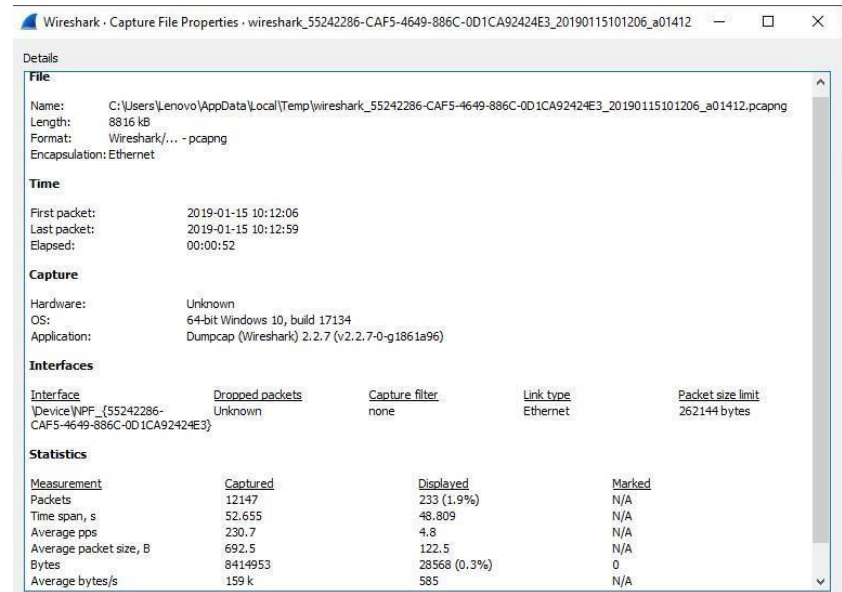 Wireshark · Capture File Properties · wireshark_55242286-CAF5-4649-886C-0D1CA92424E3_20190115101206_a01412
Details
File
Name: C:\Users\Lenovo\AppData\Local\Temp\wireshark_55242286-CAF5-4649-886C-0D1CA92424E3_20190115101206_a01412.pcapng
Length: 8816 kB
Format: Wireshark/... - pcapng
Encapsulation: Ethernet
Time
First packet: 2019-01-15 10:12:06
Last packet: 2019-01-15 10:12:59
Elapsed: 00:00:52
Capture
Hardware: Unknown
OS: 64-bit Windows 10, build 17134
Application: Dumpcap (Wireshark) 2.2.7 (v2.2.7-0-g1861a96)
Interfaces
Interface Dropped packets Capture filter Link type Packet size limit
\Device\NPF_{55242286- Unknown none Ethernet 262144 bytes
CAF5-4649-886C-0D1CA92424E3}
Statistics
Measurement Captured Displayed Marked
Packets 12147 233 (1.9%) N/A
Time span, s 52.655 48.809 N/A
Average pps 230.7 4.8 N/A
Average packet size, B 692.5 122.5 N/A
Bytes 8414953 28568 (0.3%) 0
Average bytes/s 159 k 585 N/A